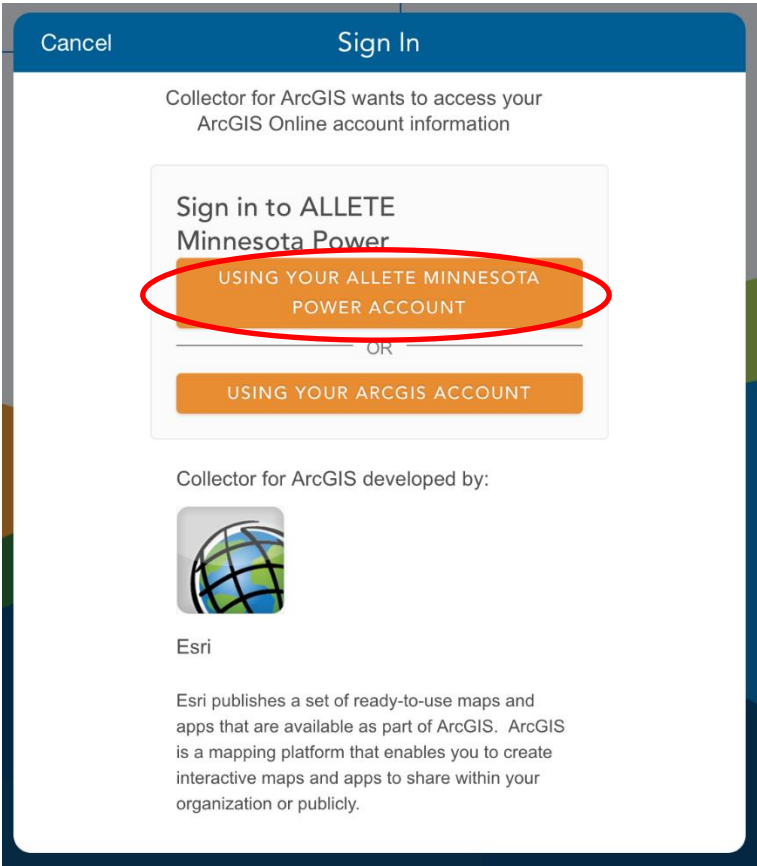 Cancel
Sign In
Collector for ArcGIS wants to access your
ArcGIS Online account information
Sign in to ALLETE
Minnesota Power
USING YOUR ALLETE MINNESOTA
POWER ACCOUNT
OR
USING YOUR ARCGIS ACCOUNT
Collector for ArcGIS developed by:
Esri
Esri publishes a set of ready-to-use maps and
apps that are available as part of ArcGIS.  ArcGIS
is a mapping platform that enables you to create
interactive maps and apps to share within your
organization or publicly.